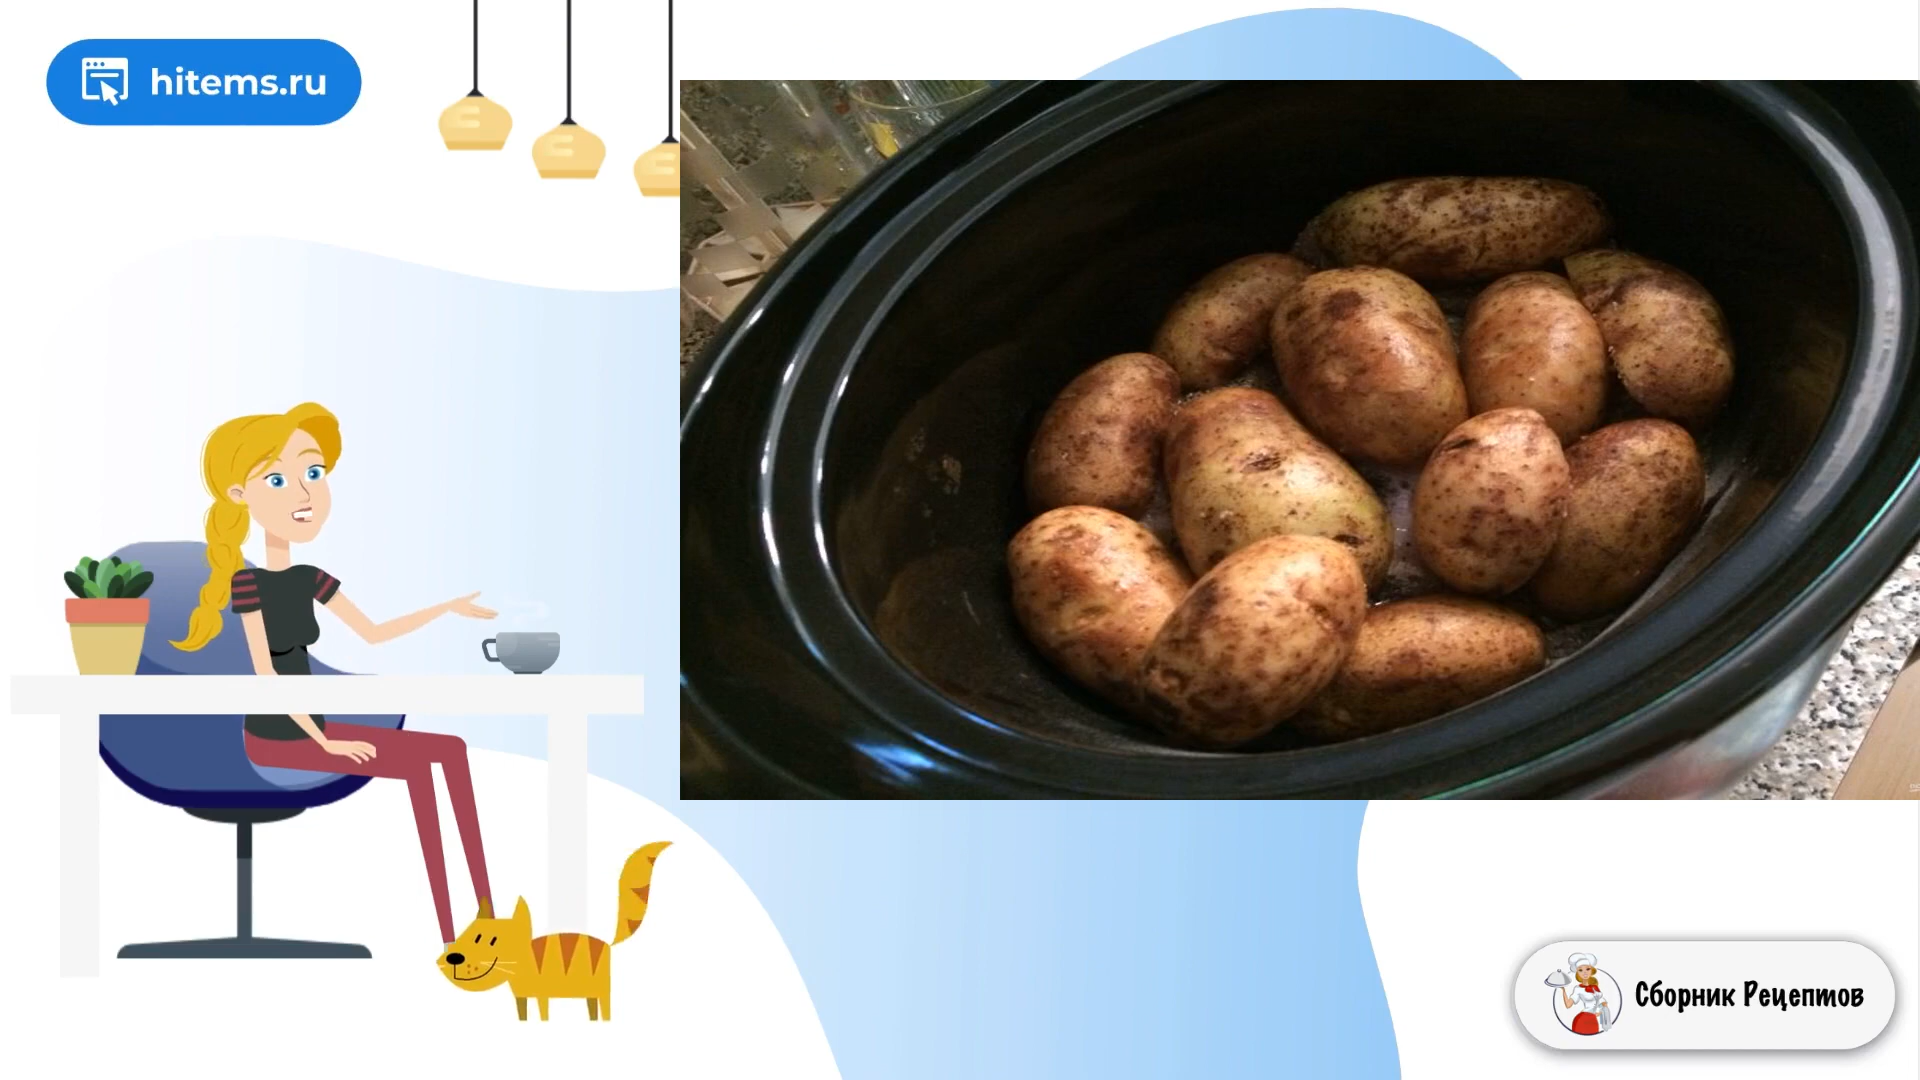 hitems.ru
Сборник Рецептов